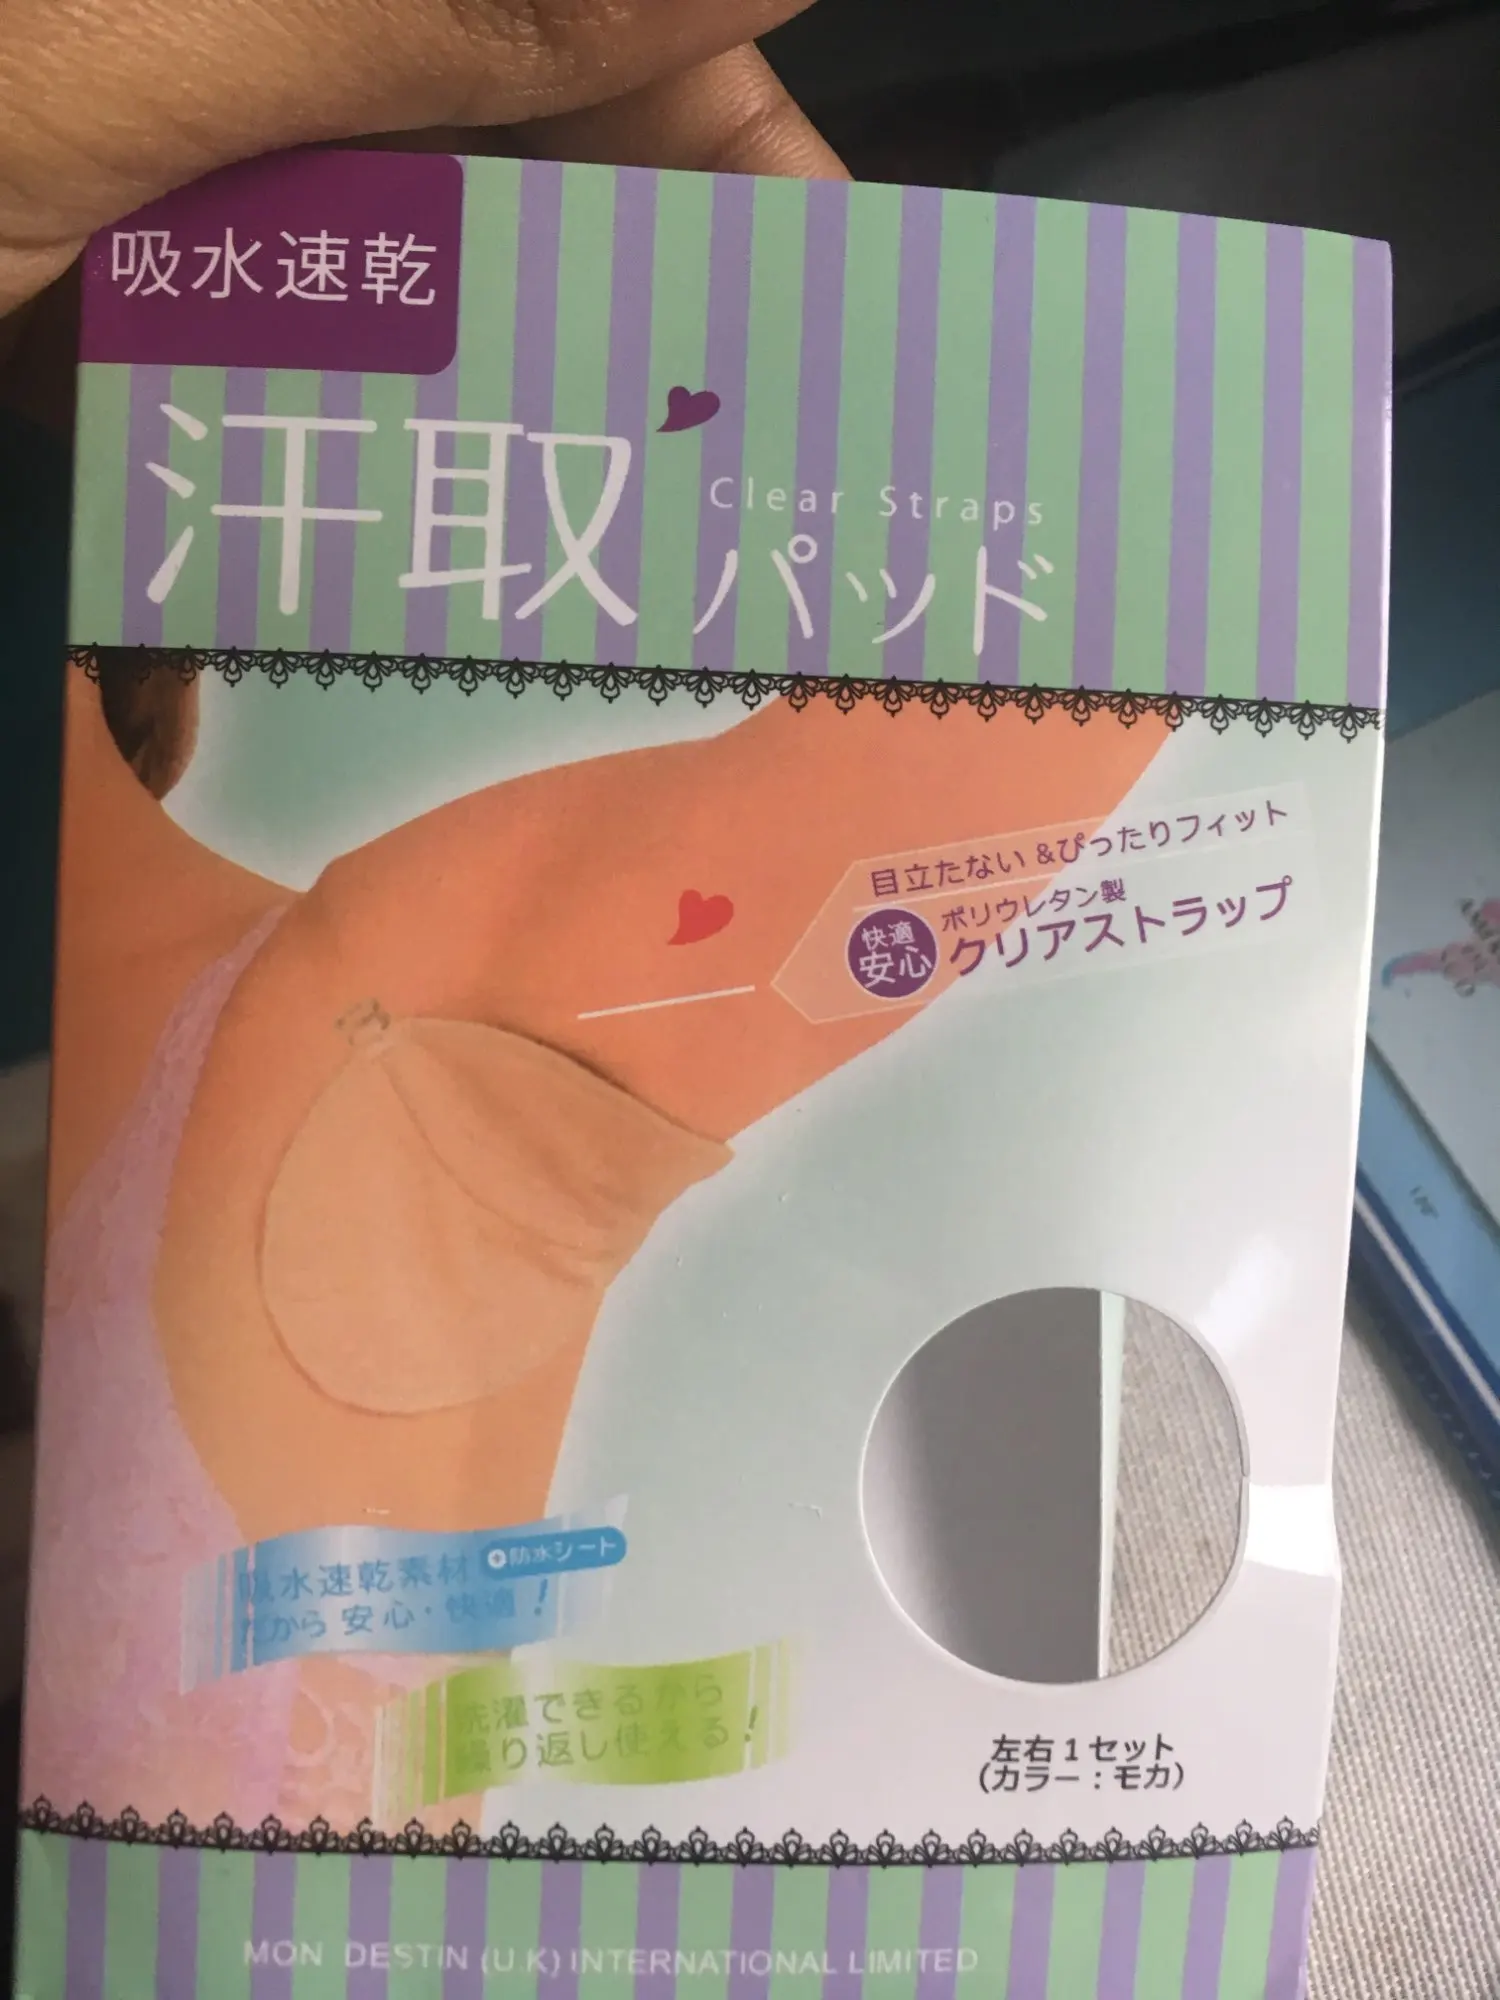 吸水速乾
汗取パッド
Clear Straps
目立たない&ぴったりフィット
快適
安心
ポリウレタン製
クリアストラップ
吸水速乾素材
+防水シート
だから 安心・快適!
洗濯できるから
繰り返し使える!
左右1セット
(カラー:モカ)
MON DESTIN (U.K) INTERNATIONAL LIMITED